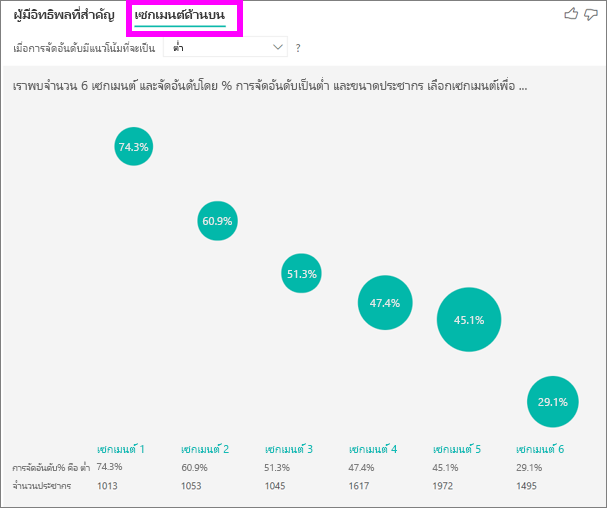 ผู้มีอิทธิพลที่สำคัญ เซกเมนต์ด้านบน
เมื่อการจัดอันดับมีแนวโน้มที่จะเป็น ต่ำ ?
เราพบจำนวน 6 เซกเมนต์ และจัดอันดับโดย % การจัดอันดับเป็นต่ำ และขนาดประชากร เลือกเซกเมนต์เพื่อ ...
74.3%
60.9%
51.3%
47.4%
45.1%
29.1%
เซกเมนต์ 1 เซกเมนต์ 2 เซกเมนต์ 3 เซกเมนต์ 4 เซกเมนต์ 5 เซกเมนต์ 6
การจัดอันดับ% คือ ต่ำ 74.3% 60.9% 51.3% 47.4% 45.1% 29.1%
จำนวนประชากร 1013 1053 1045 1617 1972 1495